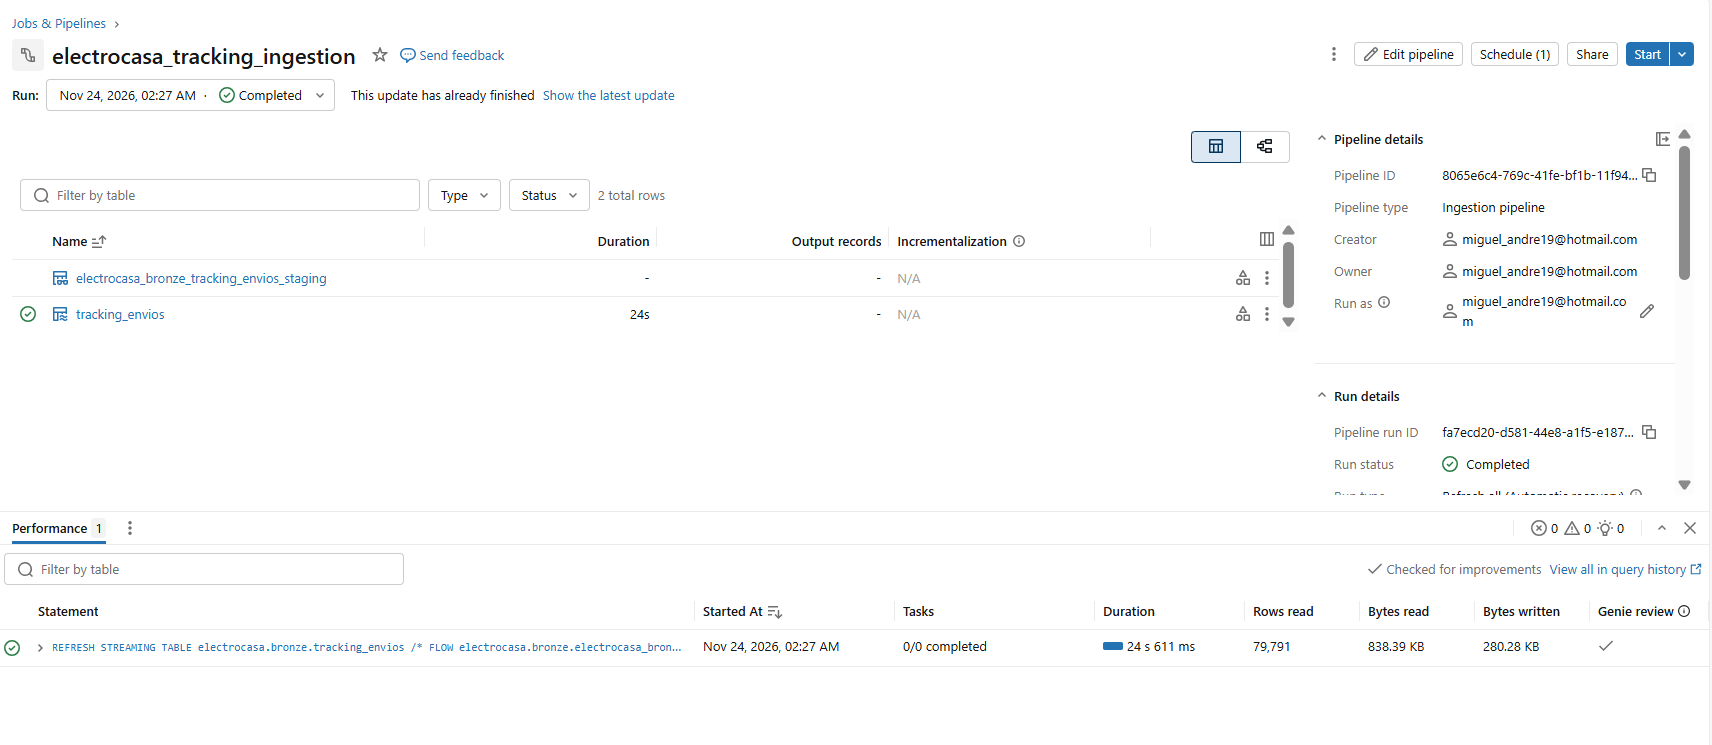 Jobs & Pipelines
electrocasa_tracking_ingestion Send feedback
Edit pipeline Schedule (1) Share Start
Run: Nov 24, 2026, 02:27 AM · Completed This update has already finished Show the latest update
Filter by table Type Status 2 total rows
Name Duration Output records Incrementalization
electrocasa_bronze_tracking_envios_staging - - N/A
tracking_envios 24s - N/A
Pipeline details
Pipeline ID 8065e6c4-769c-41fe-bf1b-11f94...
Pipeline type Ingestion pipeline
Creator miguel_andre19@hotmail.com
Owner miguel_andre19@hotmail.com
Run as miguel_andre19@hotmail.co
m
Run details
Pipeline run ID fa7ecd20-d581-44e8-a1f5-e187...
Run status Completed
Run type Refresh all (Automatic recovery)
Performance 1 0 0 0
Filter by table Checked for improvements View all in query history
Statement Started At Tasks Duration Rows read Bytes read Bytes written Genie review
REFRESH STREAMING TABLE electrocasa.bronze.tracking_envios /* FLOW electrocasa.bronze.electrocasa_bron... Nov 24, 2026, 02:27 AM 0/0 completed 24 s 611 ms 79,791 838.39 KB 280.28 KB